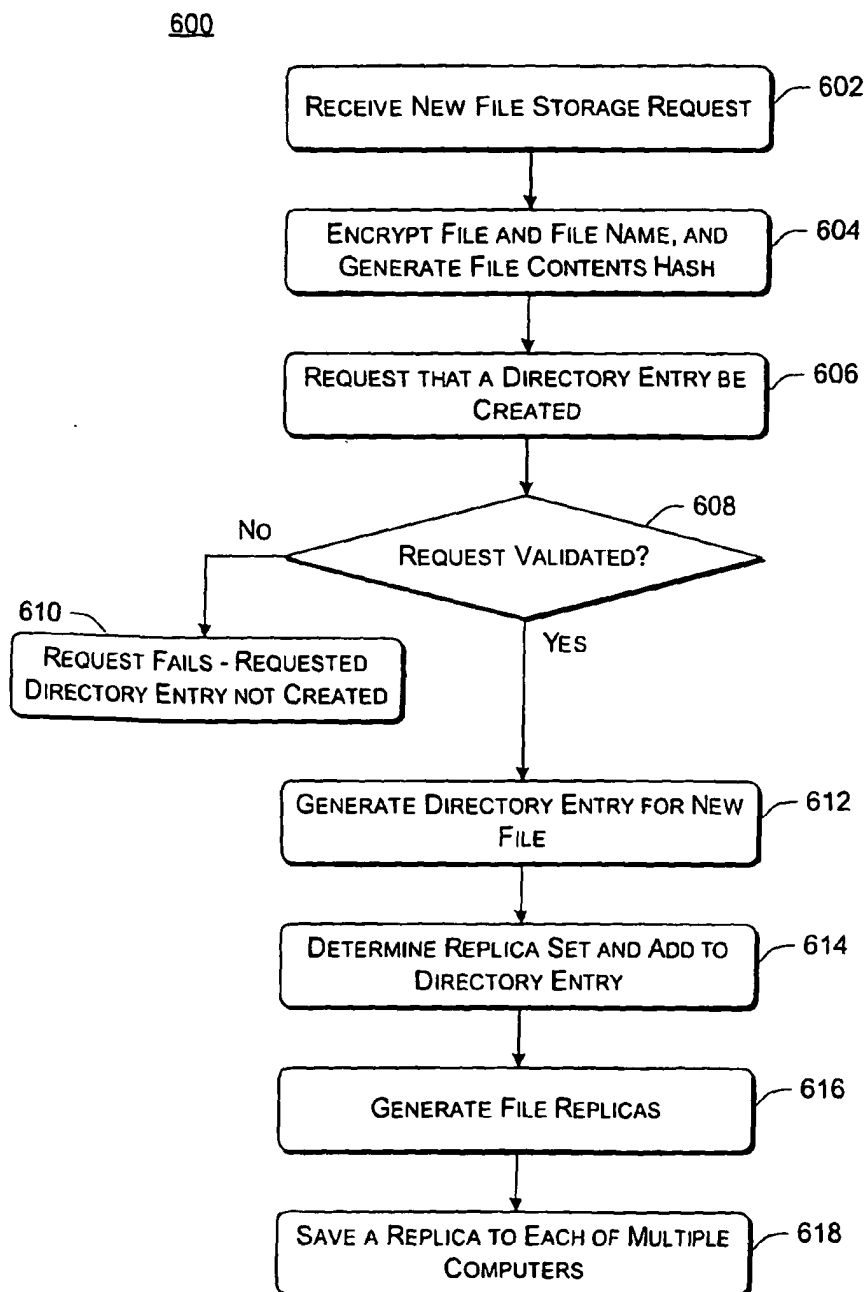 600
RECEIVE NEW FILE STORAGE REQUEST
602
ENCRYPT FILE AND FILE NAME, AND
GENERATE FILE CONTENTS HASH
604
REQUEST THAT A DIRECTORY ENTRY BE
CREATED
606
608
NO
REQUEST VALIDATED?
610
YES
REQUEST FAILS - REQUESTED
DIRECTORY ENTRY NOT CREATED
GENERATE DIRECTORY ENTRY FOR NEW
FILE
612
DETERMINE REPLICA SET AND ADD TO
DIRECTORY ENTRY
614
GENERATE FILE REPLICAS
616
SAVE A REPLICA TO EACH OF MULTIPLE
COMPUTERS
618